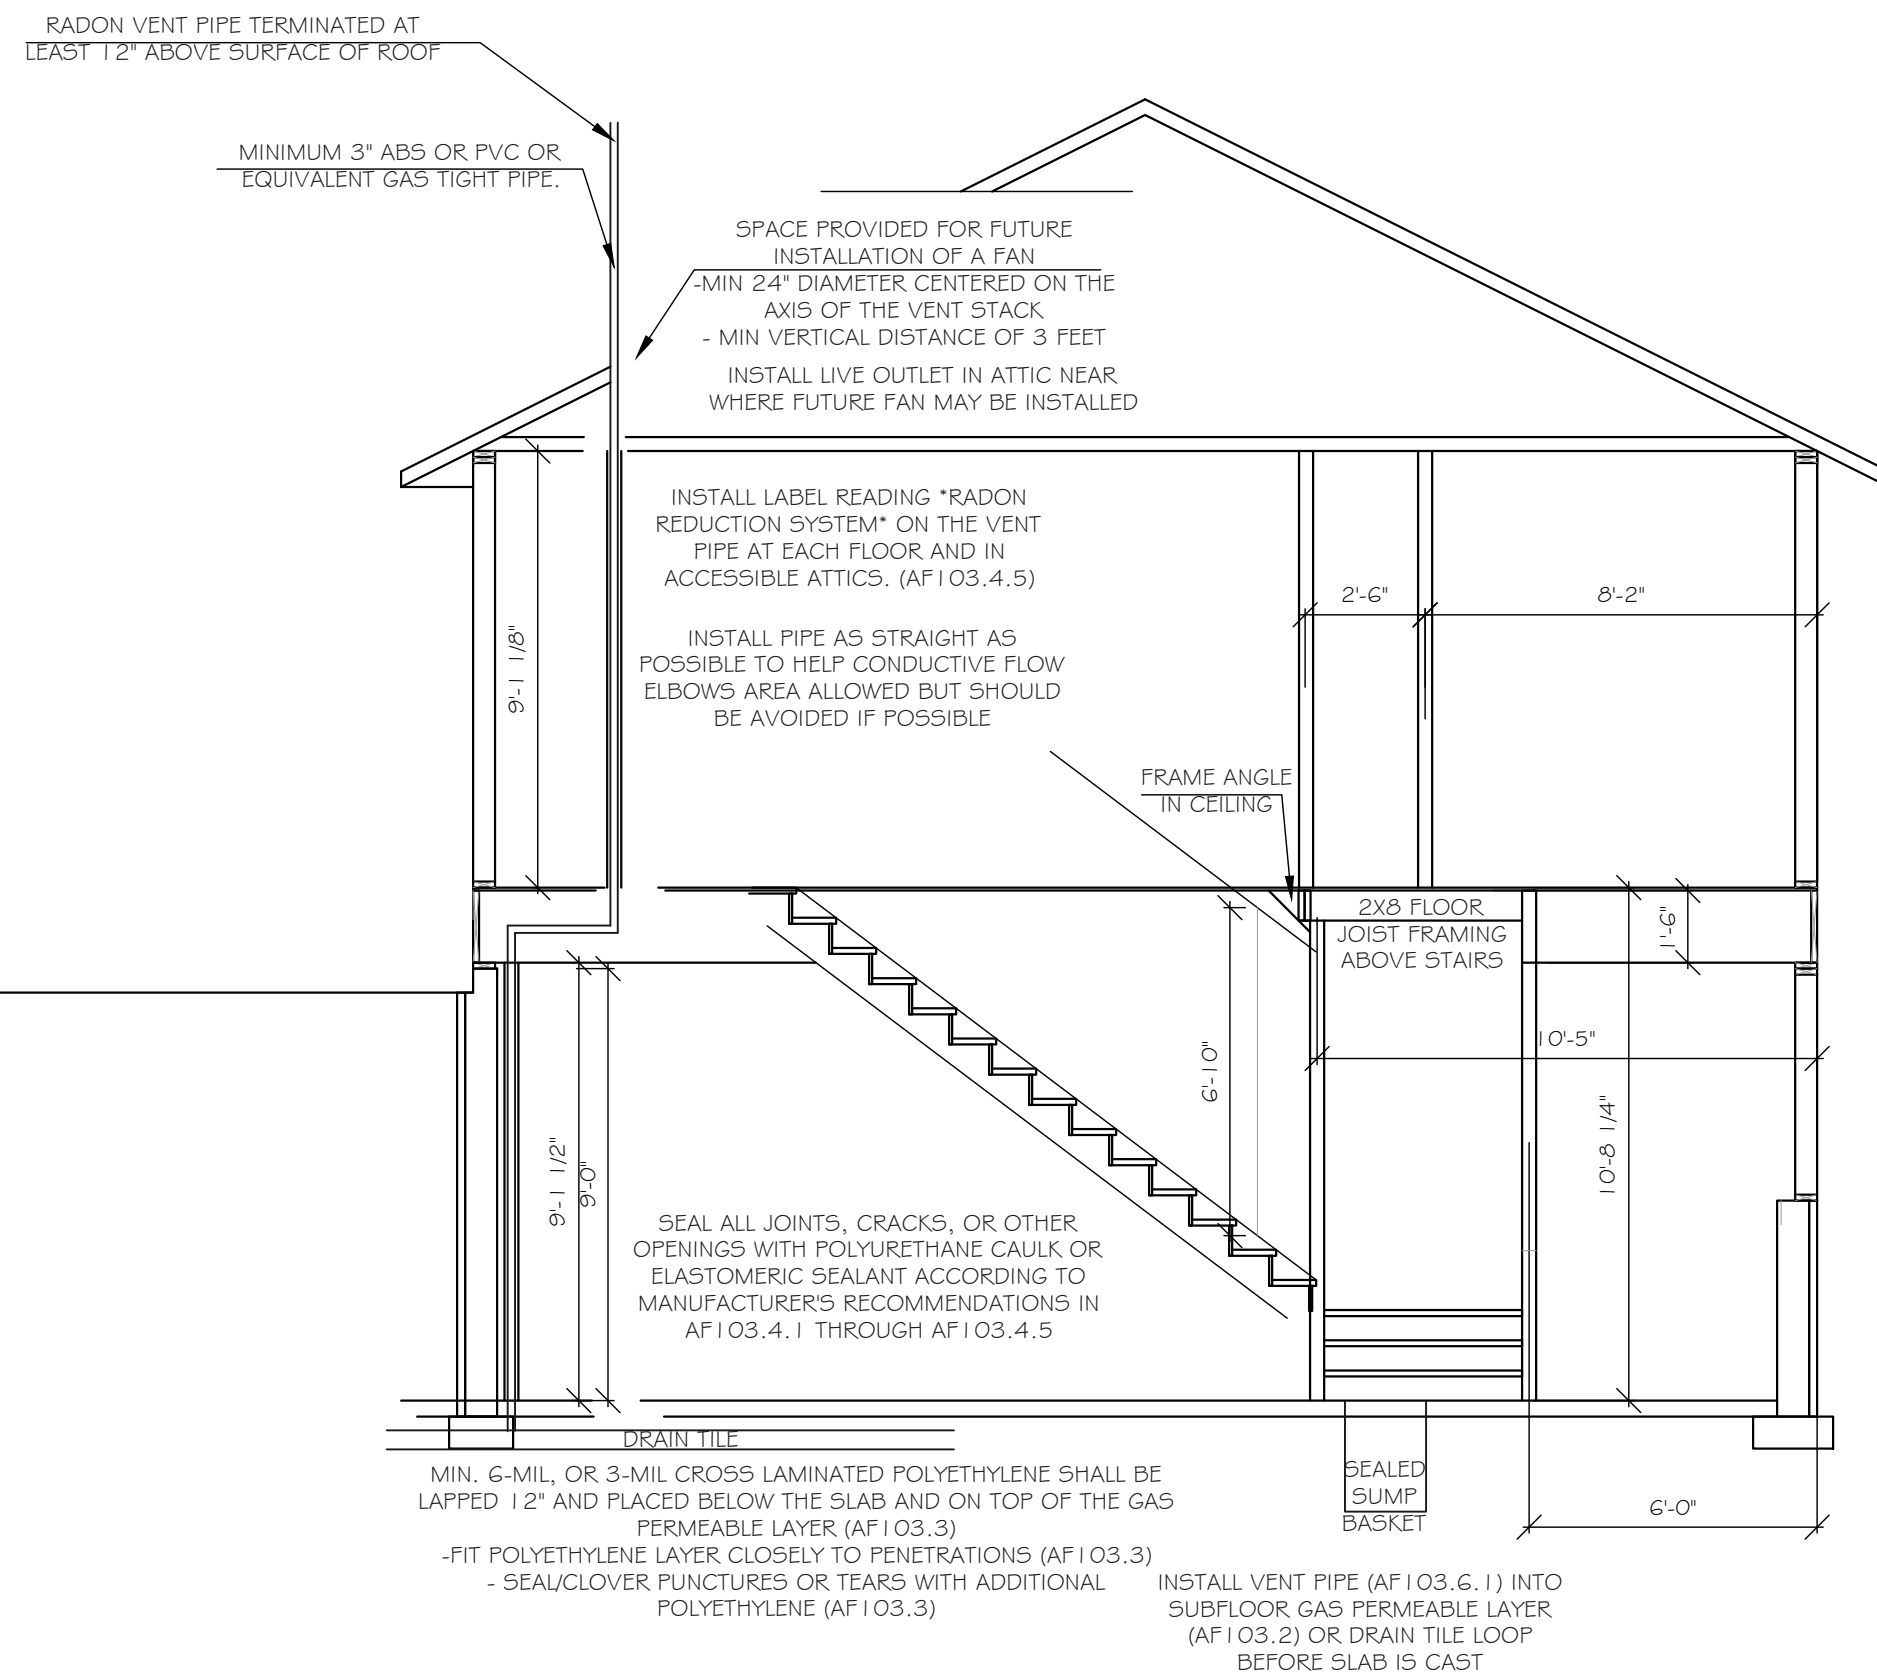 RADON VENT PIPE TERMINATED AT
LEAST 12" ABOVE SURFACE OF ROOF
MINIMUM 3" ABS OR PVC OR
EQUIVALENT GAS TIGHT PIPE.
SPACE PROVIDED FOR FUTURE
INSTALLATION OF A FAN
-MIN 24" DIAMETER CENTERED ON THE
AXIS OF THE VENT STACK
- MIN VERTICAL DISTANCE OF 3 FEET
INSTALL LIVE OUTLET IN ATTIC NEAR
WHERE FUTURE FAN MAY BE INSTALLED
INSTALL LABEL READING *RADON
REDUCTION SYSTEM* ON THE VENT
PIPE AT EACH FLOOR AND IN
ACCESSIBLE ATTICS. (AF103.4.5)
2'-6"
8'-2"
9'-1 1/8"
INSTALL PIPE AS STRAIGHT AS
POSSIBLE TO HELP CONDUCTIVE FLOW
ELBOWS AREA ALLOWED BUT SHOULD
BE AVOIDED IF POSSIBLE
FRAME ANGLE
IN CEILING
2X8 FLOOR
JOIST FRAMING
ABOVE STAIRS
1'-6"
10'-5"
6'-10"
10'-8 1/4"
9'-1 1/2"
9'-0"
SEAL ALL JOINTS, CRACKS, OR OTHER
OPENINGS WITH POLYURETHANE CAULK OR
ELASTOMERIC SEALANT ACCORDING TO
MANUFACTURER'S RECOMMENDATIONS IN
AF103.4.1 THROUGH AF103.4.5
DRAIN TILE
MIN. 6-MIL, OR 3-MIL CROSS LAMINATED POLYETHYLENE SHALL BE
LAPPED 12" AND PLACED BELOW THE SLAB AND ON TOP OF THE GAS
PERMEABLE LAYER (AF103.3)
-FIT POLYETHYLENE LAYER CLOSELY TO PENETRATIONS (AF103.3)
- SEAL/CLOVER PUNCTURES OR TEARS WITH ADDITIONAL
POLYETHYLENE (AF103.3)
SEALED
SUMP
BASKET
6'-0"
INSTALL VENT PIPE (AF103.6.1) INTO
SUBFLOOR GAS PERMEABLE LAYER
(AF103.2) OR DRAIN TILE LOOP
BEFORE SLAB IS CAST